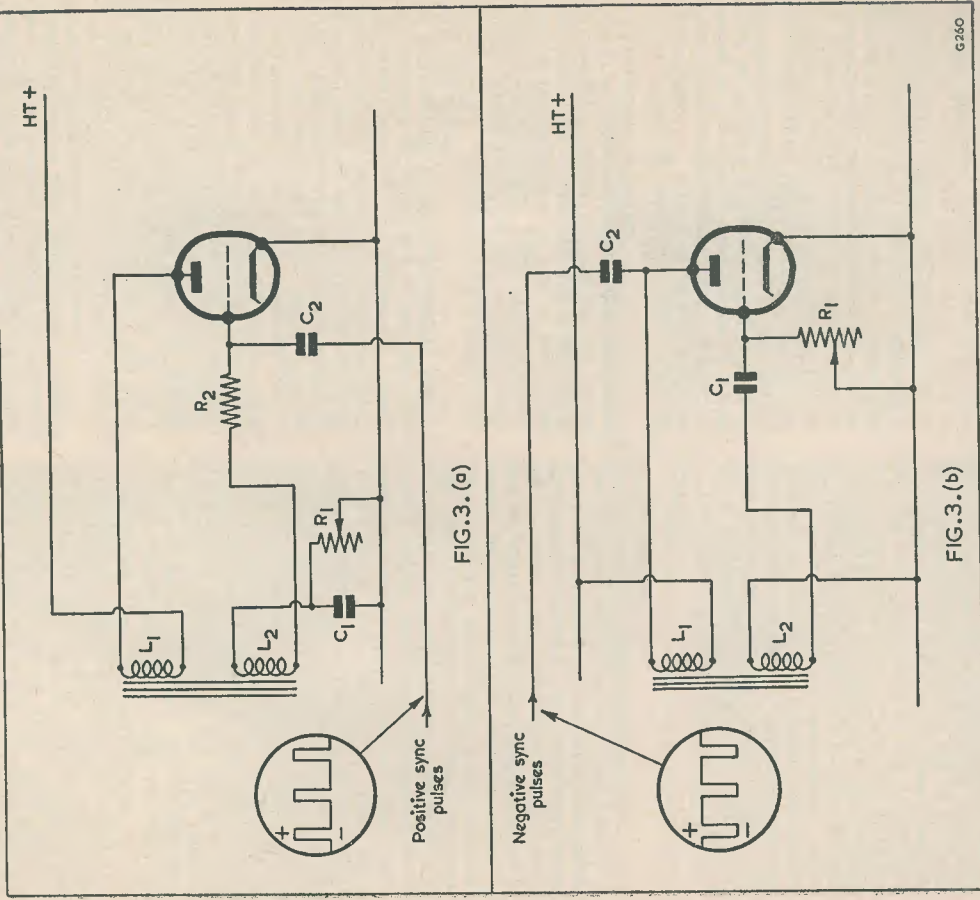 HT+
L1
L2
R2
C2
R1
C1
+
−
Positive sync
pulses
FIG.3.(a)
HT+
C2
L1
L2
C1
R1
+
−
Negative sync
pulses
FIG.3.(b)
G260